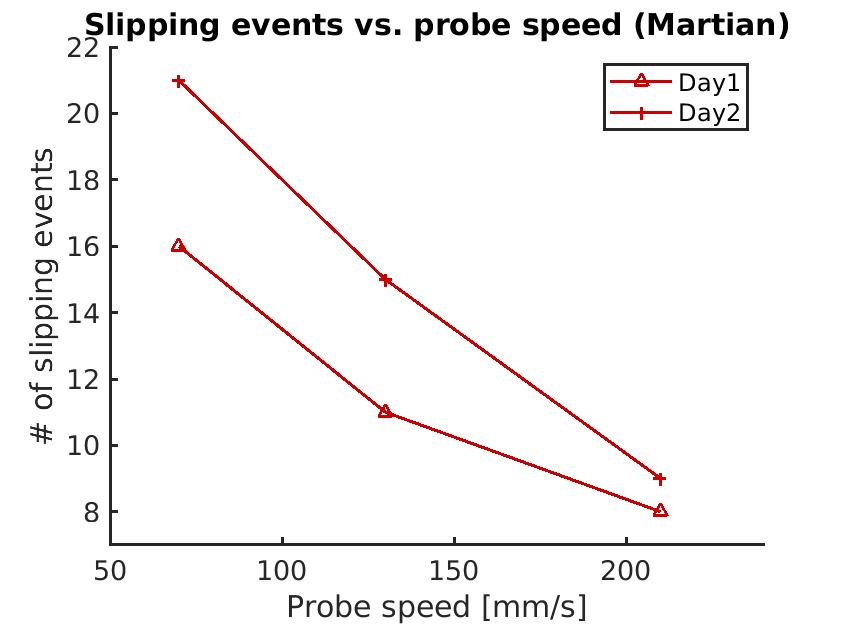 Slipping events vs. probe speed (Martian)
22
20
18
16
14
12
10
8
# of slipping events
Day1
Day2
50 100 150 200
Probe speed [mm/s]